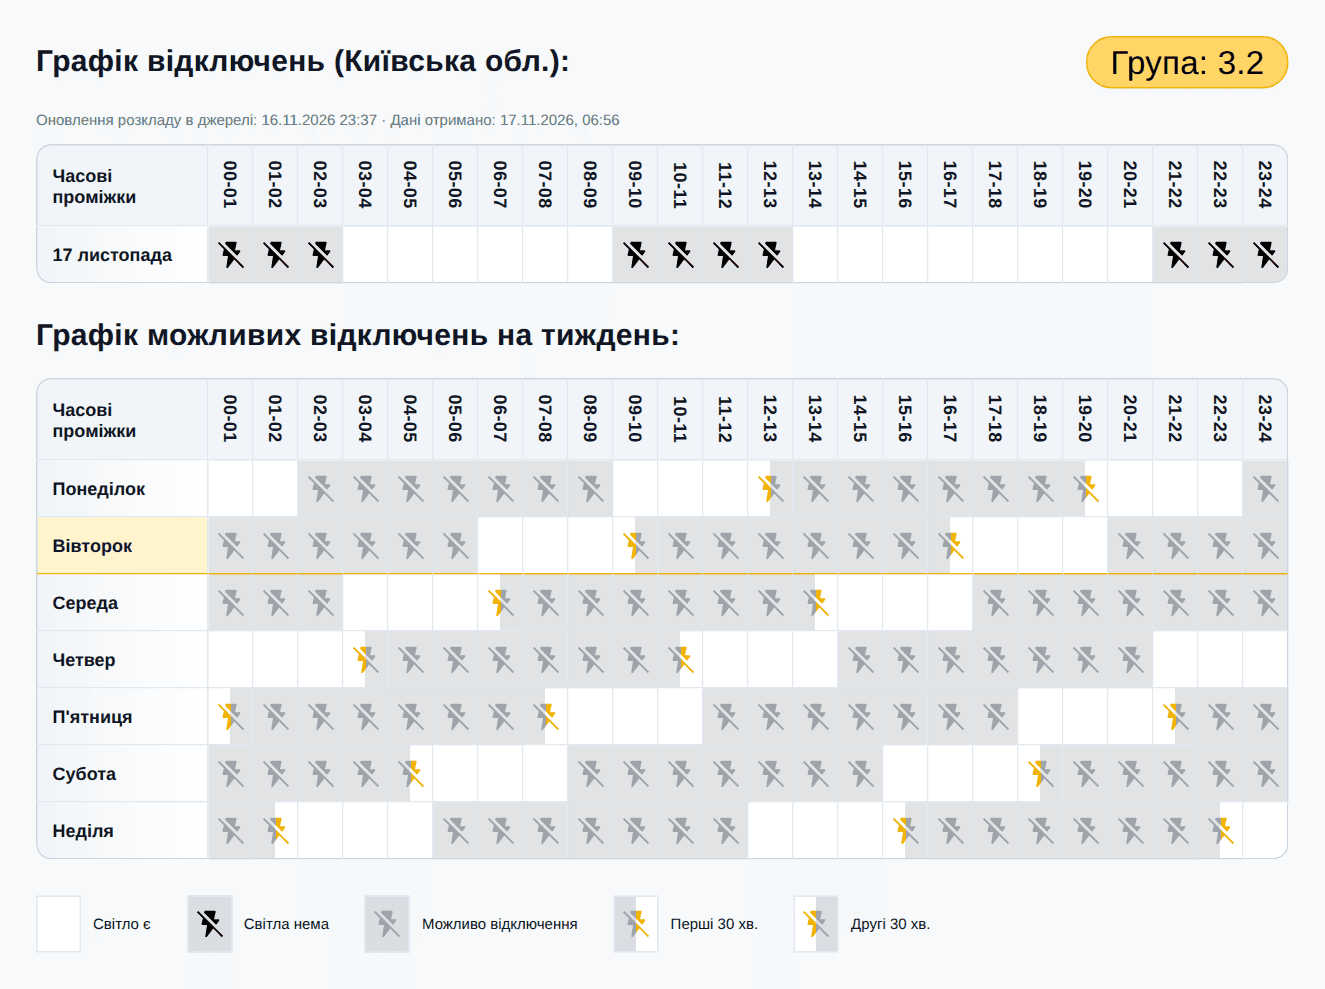 Графік відключень (Київська обл.):
Група: 3.2
Оновлення розкладу в джерелі: 16.11.2026 23:37 · Дані отримано: 17.11.2026, 06:56
Часові проміжки 00-01 01-02 02-03 03-04 04-05 05-06 06-07 07-08 08-09 09-10 10-11 11-12 12-13 13-14 14-15 15-16 16-17 17-18 18-19 19-20 20-21 21-22 22-23 23-24
17 листопада
Графік можливих відключень на тиждень:
Часові проміжки 00-01 01-02 02-03 03-04 04-05 05-06 06-07 07-08 08-09 09-10 10-11 11-12 12-13 13-14 14-15 15-16 16-17 17-18 18-19 19-20 20-21 21-22 22-23 23-24
Понеділок
Вівторок
Середа
Четвер
П'ятниця
Субота
Неділя
Світло є Світла нема Можливо відключення Перші 30 хв. Другі 30 хв.